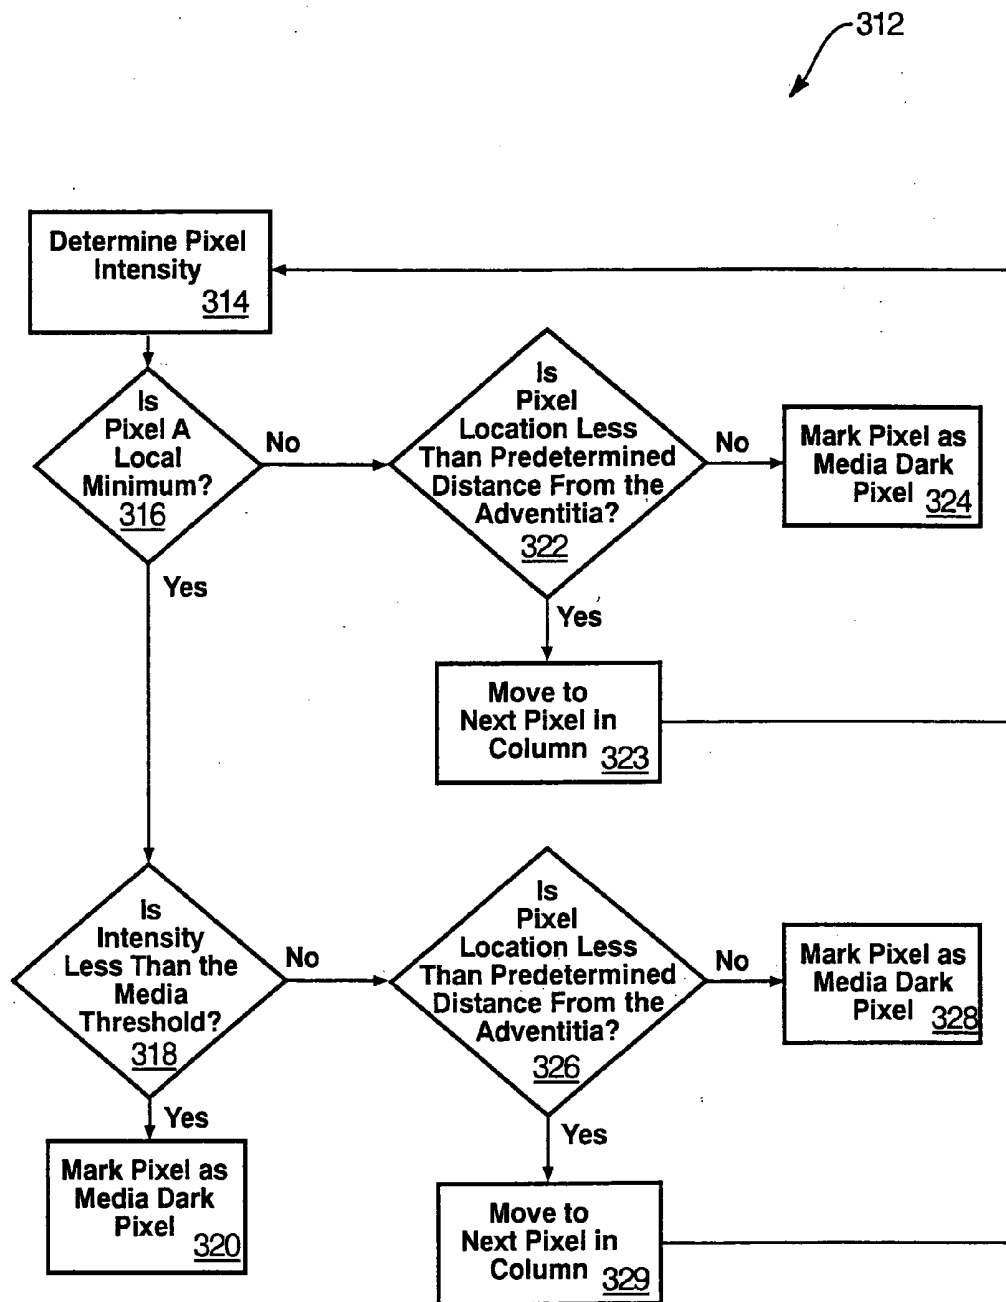 312
Determine Pixel
Intensity
314
Is
Pixel A
Local
Minimum?
316
No
Is
Pixel
Location Less
Than Predetermined
Distance From the
Adventitia?
322
No
Mark Pixel as
Media Dark
Pixel
324
Yes
Yes
Move to
Next Pixel in
Column
323
Is
Intensity
Less Than the
Media
Threshold?
318
No
Is
Pixel
Location Less
Than Predetermined
Distance From the
Adventitia?
326
No
Mark Pixel as
Media Dark
Pixel
328
Yes
Yes
Mark Pixel as
Media Dark
Pixel
320
Move to
Next Pixel in
Column
329